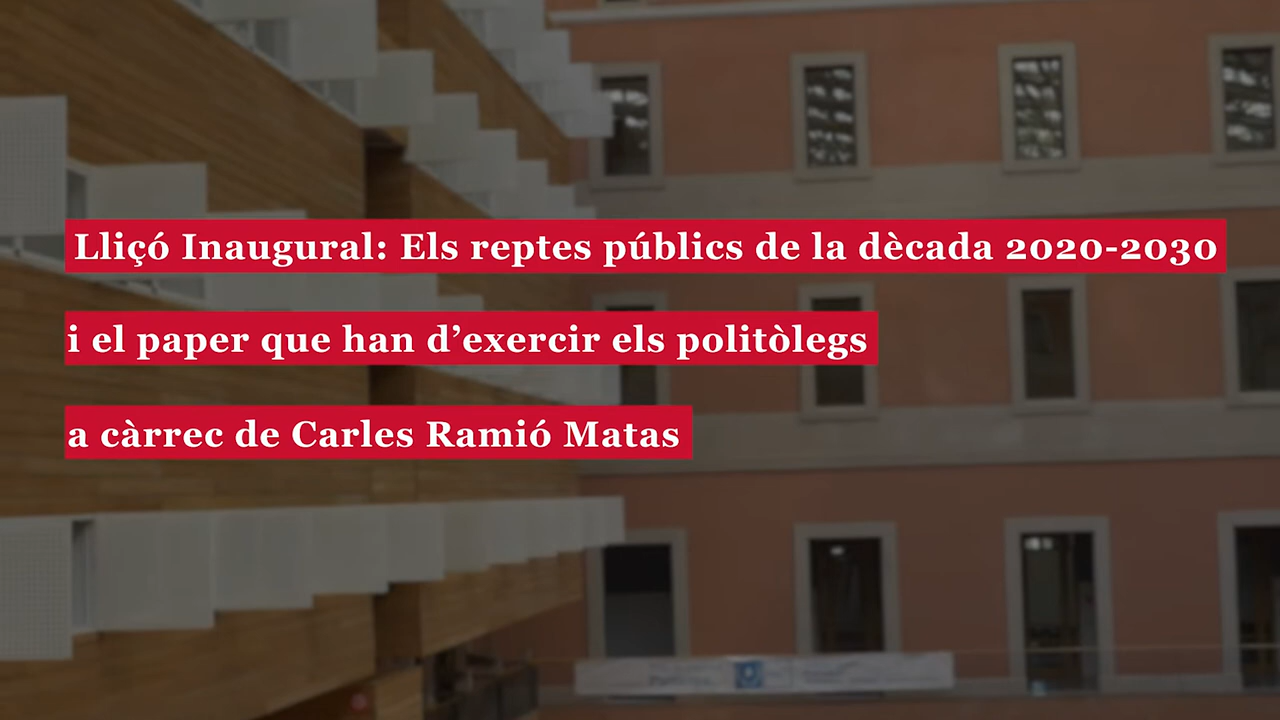 Lliçó Inaugural: Els reptes públics de la dècada 2020-2030
i el paper que han d’exercir els politòlegs
a càrrec de Carles Ramió Matas